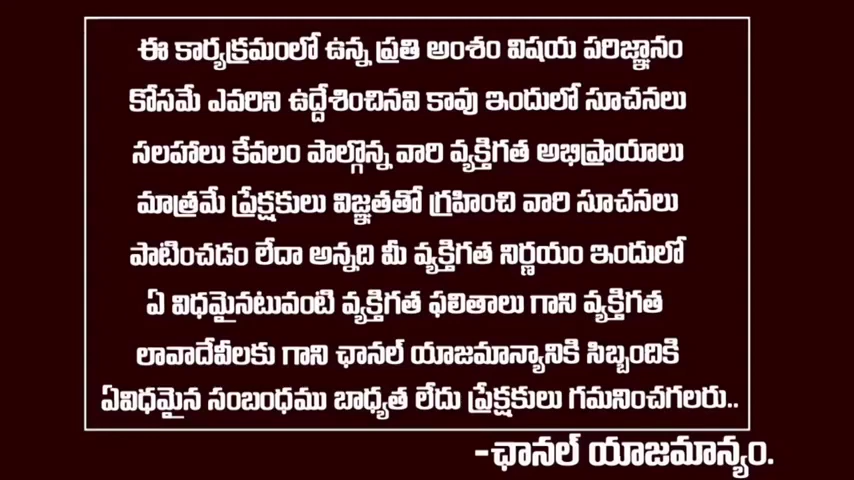 ఈ కార్యక్రమంలో ఉన్న ప్రతి అంశం విషయ పరిజ్ఞానం
కోసమే ఎవరిని ఉద్దేశించినవి కావు ఇందులో సూచనలు
సలహాలు కేవలం పాల్గొన్న వారి వ్యక్తిగత అభిప్రాయాలు
మాత్రమే ప్రేక్షకులు విజ్ఞతతో గ్రహించి వారి సూచనలు
పాటించడం లేదా అన్నది మీ వ్యక్తిగత నిర్ణయం ఇందులో
ఏ విధమైనటువంటి వ్యక్తిగత ఫలితాలు గాని వ్యక్తిగత
లావాదేవీలకు గాని ఛానల్ యాజమాన్యానికి సిబ్బందికి
ఏవిధమైన సంబంధము బాధ్యత లేదు ప్రేక్షకులు గమనించగలరు..
-ఛానల్ యాజమాన్యం.